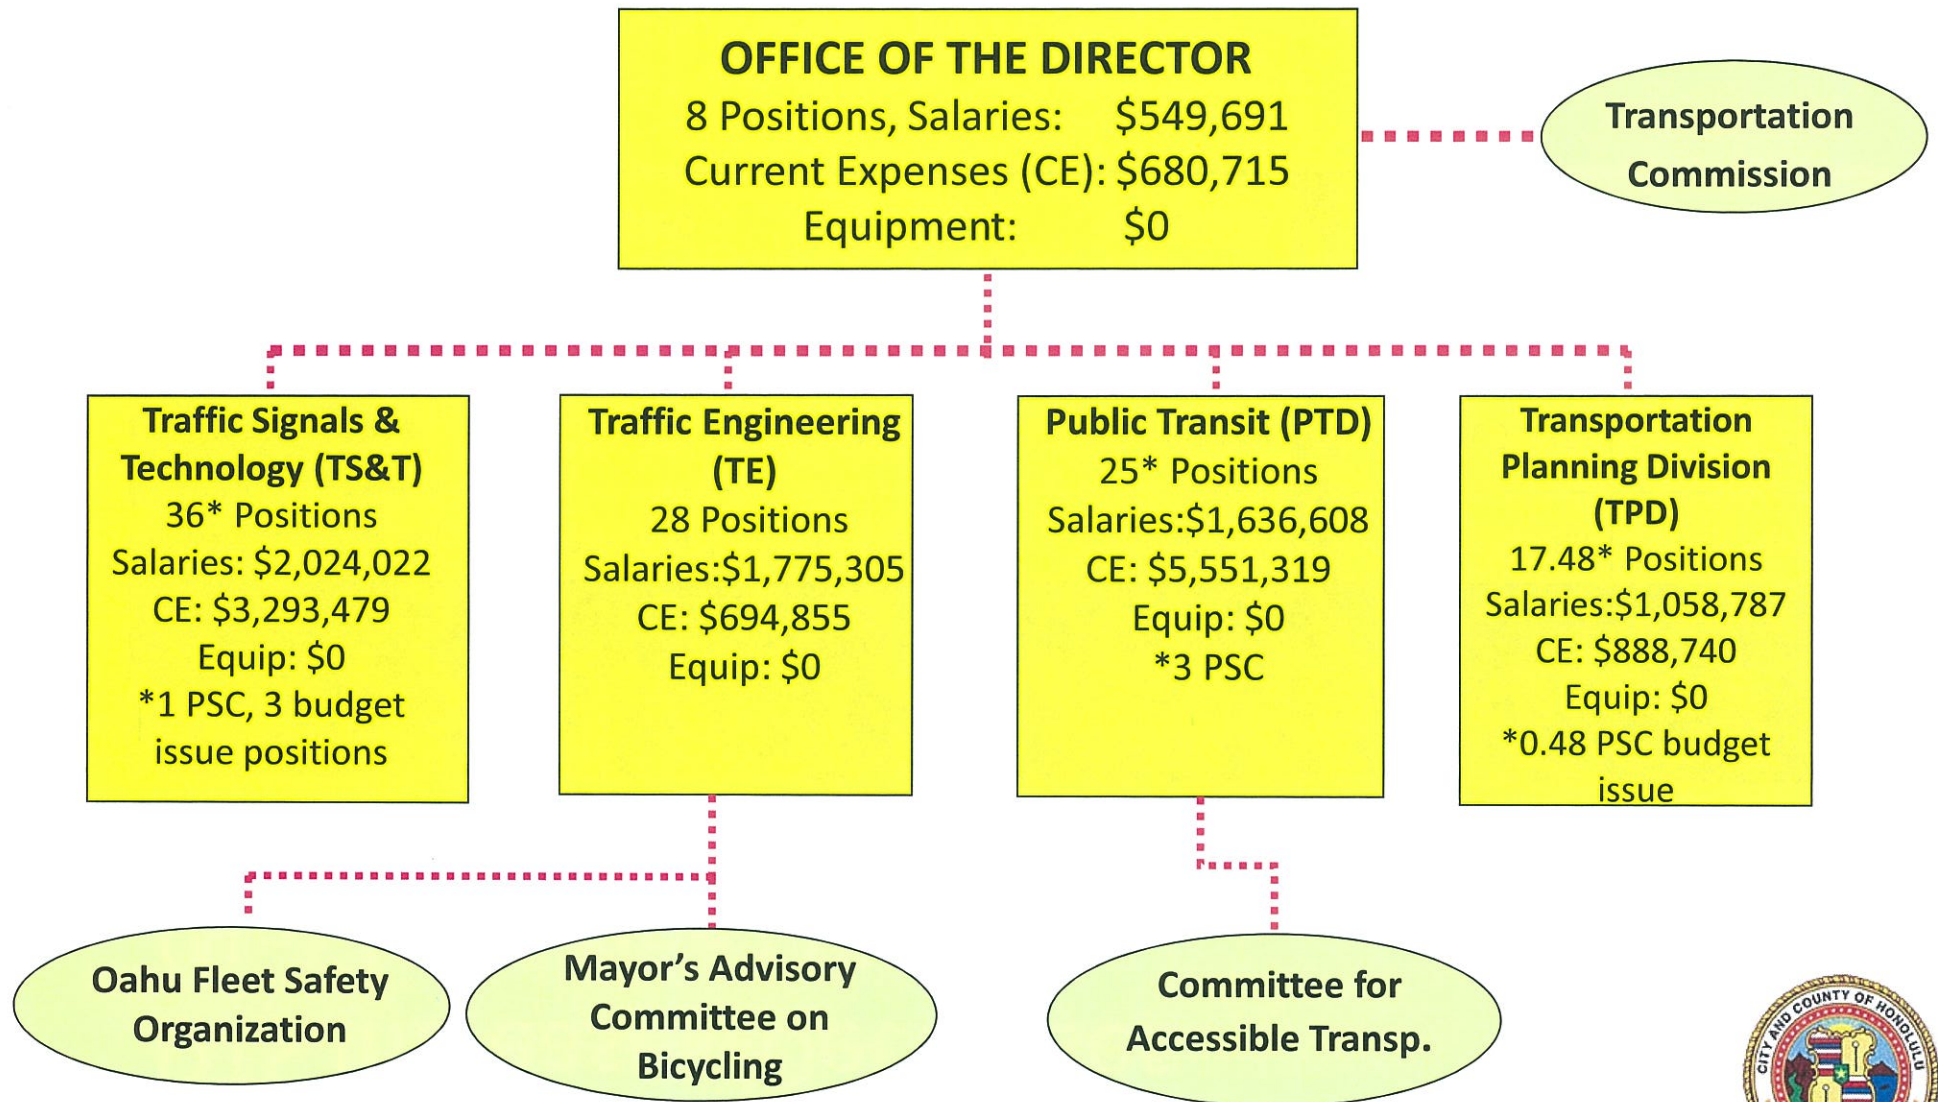 OFFICE OF THE DIRECTOR
8 Positions, Salaries: $549,691
Current Expenses (CE): $680,715
Equipment: $0
Transportation
Commission
Traffic Signals &
Technology (TS&T)
36* Positions
Salaries: $2,024,022
CE: $3,293,479
Equip: $0
*1 PSC, 3 budget
issue positions
Traffic Engineering
(TE)
28 Positions
Salaries:$1,775,305
CE: $694,855
Equip: $0
Public Transit (PTD)
25* Positions
Salaries:$1,636,608
CE: $5,551,319
Equip: $0
*3 PSC
Transportation
Planning Division
(TPD)
17.48* Positions
Salaries:$1,058,787
CE: $888,740
Equip: $0
*0.48 PSC budget
issue
Oahu Fleet Safety
Organization
Mayor’s Advisory
Committee on
Bicycling
Committee for
Accessible Transp.
CITY AND COUNTY OF HONOLULU